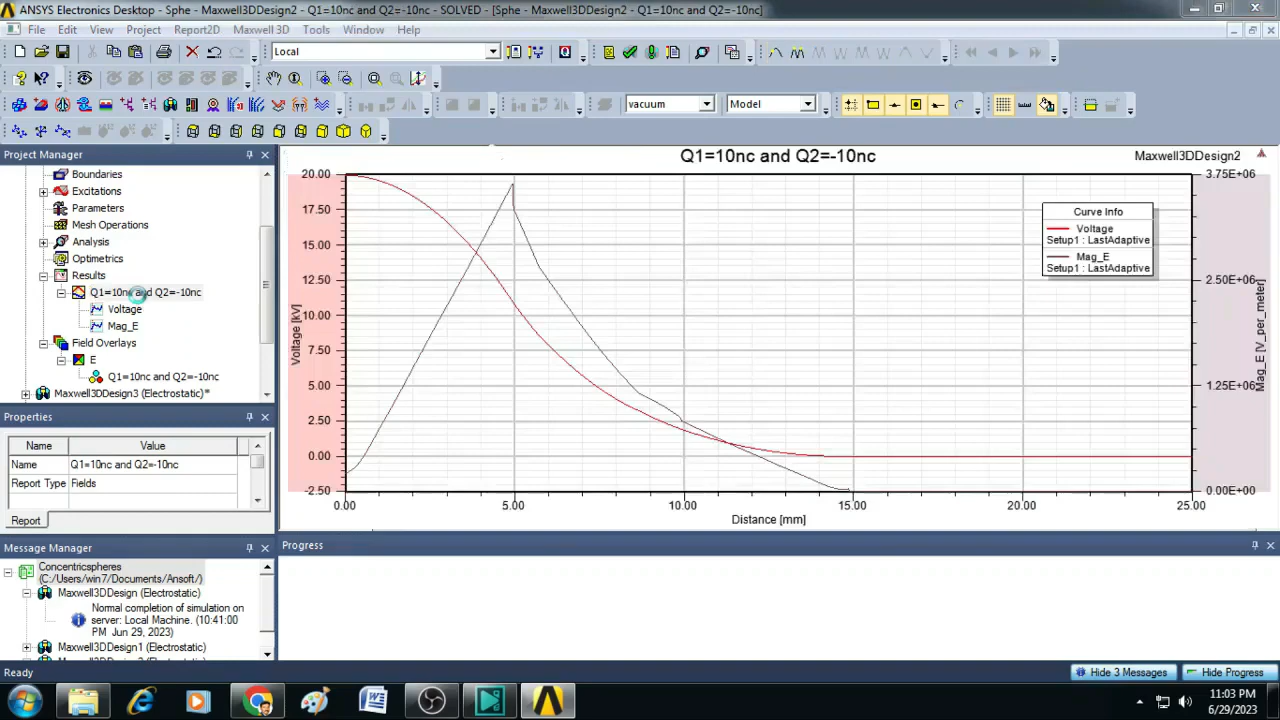 ANSYS Electronics Desktop - Sphe - Maxwell3DDesign2 - Q1=10nc and Q2=-10nc - SOLVED - [Sphe - Maxwell3DDesign2 - Q1=10nc and Q2=-10nc]
File Edit View Project Report2D Maxwell 3D Tools Window Help
Local
vacuum Model
Project Manager
Boundaries
Excitations
Parameters
Mesh Operations
Analysis
Optimetrics
Results
Q1=10nc and Q2=-10nc
Voltage
Mag_E
Field Overlays
E
Q1=10nc and Q2=-10nc
Maxwell3DDesign3 (Electrostatic)*
Properties
Name Value
Name Q1=10nc and Q2=-10nc
Report Type Fields
Report
Message Manager
Concentricspheres
(C:/Users/win7/Documents/Ansoft/)
Maxwell3DDesign (Electrostatic)
Normal completion of simulation on
server: Local Machine. (10:41:00
PM Jun 29, 2023)
Maxwell3DDesign1 (Electrostatic)
Q1=10nc and Q2=-10nc
Maxwell3DDesign2
20.00
17.50
15.00
12.50
10.00
7.50
5.00
2.50
0.00
-2.50
Voltage [kV]
3.75E+06
2.50E+06
1.25E+06
0.00E+00
Mag_E [V_per_meter]
Curve Info
Voltage
Setup1 : LastAdaptive
Mag_E
Setup1 : LastAdaptive
0.00 5.00 10.00 15.00 20.00 25.00
Distance [mm]
Progress
Ready
Hide 3 Messages Hide Progress
11:03 PM
6/29/2023